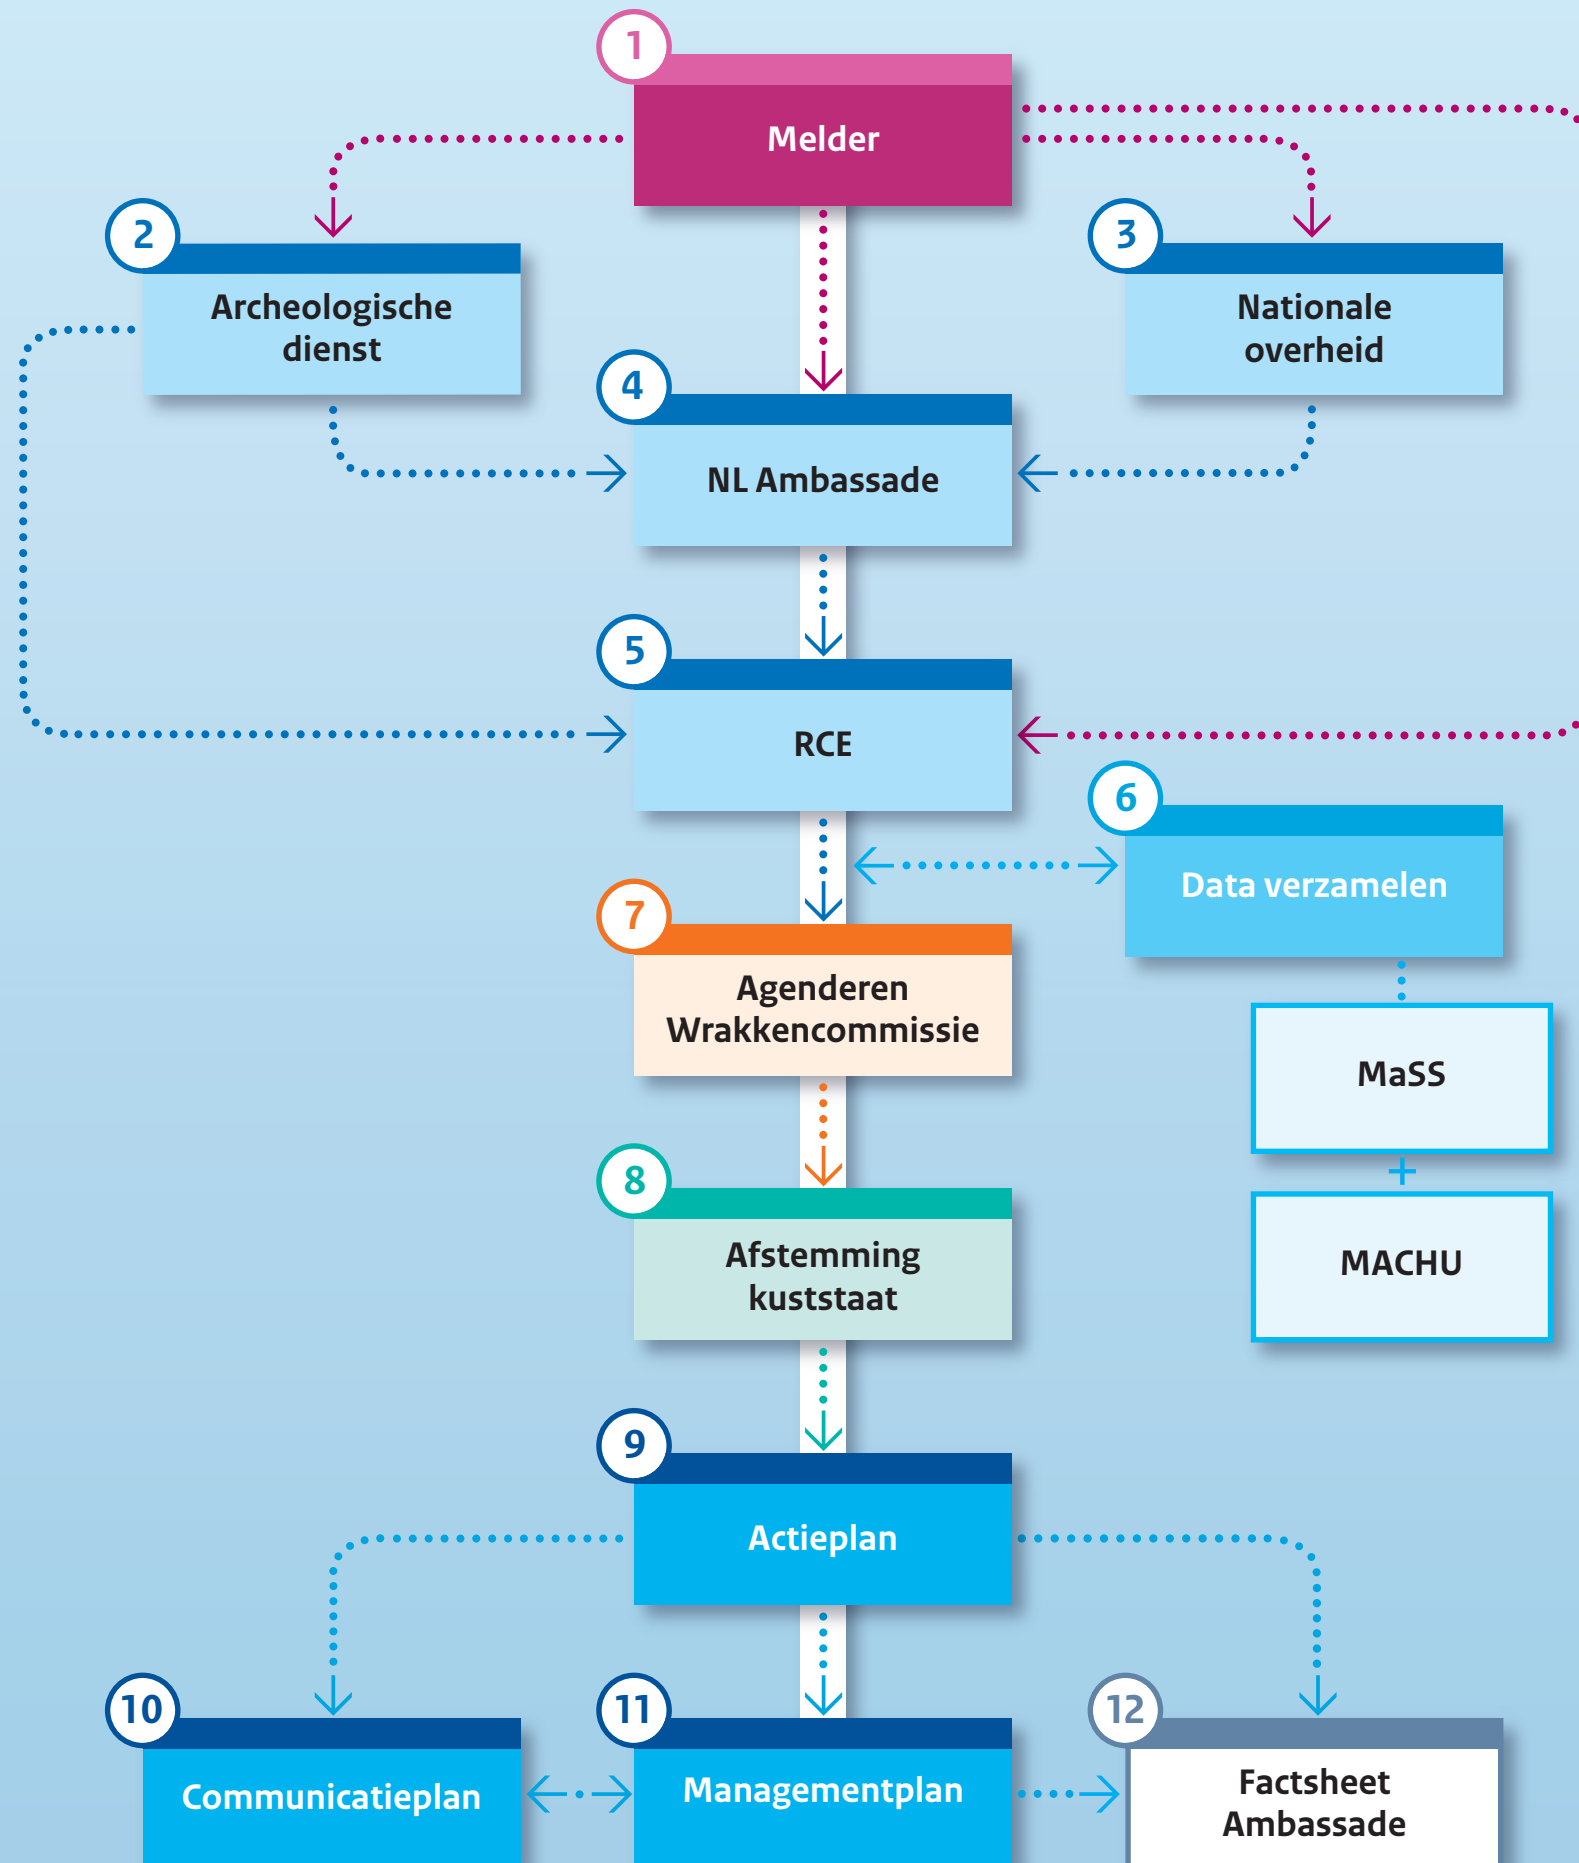 1
Melder
2
Archeologische
dienst
3
Nationale
overheid
4
NL Ambassade
5
RCE
6
Data verzamelen
7
Agenderen
Wrakkencommissie
MaSS
+
MACHU
8
Afstemming
kuststaat
9
Actieplan
10
Communicatieplan
11
Managementplan
12
Factsheet
Ambassade